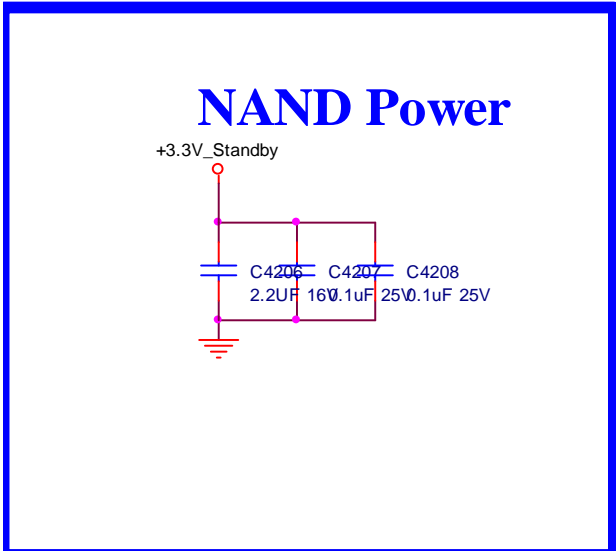 NAND Power
+3.3V_Standby
C4206 C4207 C4208
2.2UF 16V 0.1uF 25V 0.1uF 25V